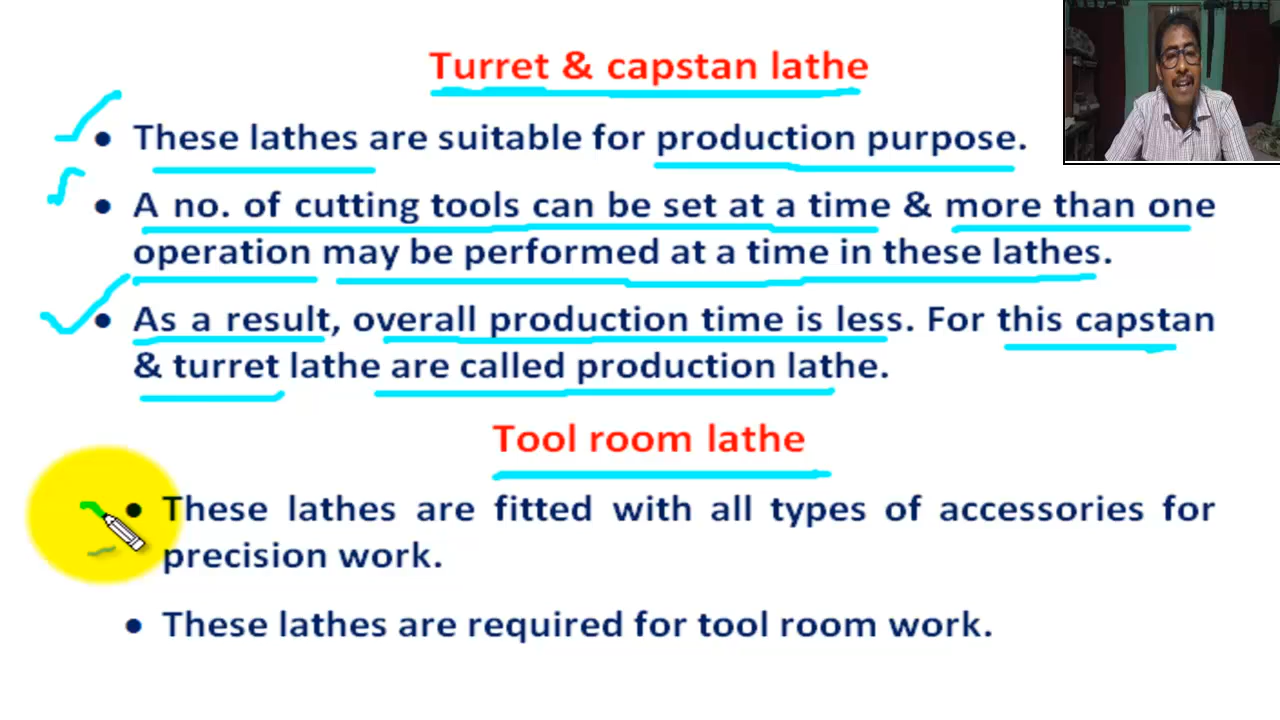 Turret & capstan lathe
• These lathes are suitable for production purpose.
• A no. of cutting tools can be set at a time & more than one
operation may be performed at a time in these lathes.
• As a result, overall production time is less. For this capstan
& turret lathe are called production lathe.
Tool room lathe
• These lathes are fitted with all types of accessories for
precision work.
• These lathes are required for tool room work.